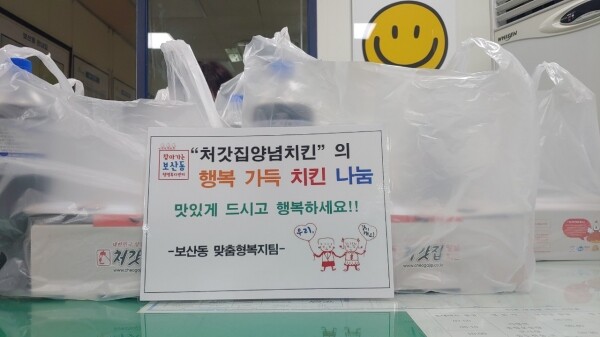 찾아가는
보산동
"처갓집양념치킨" 의
행복 가득 치킨 나눔
맛있게 드시고 행복하세요!!
-보산동 맞춤형복지팀-
우리
처갓집
처갓집